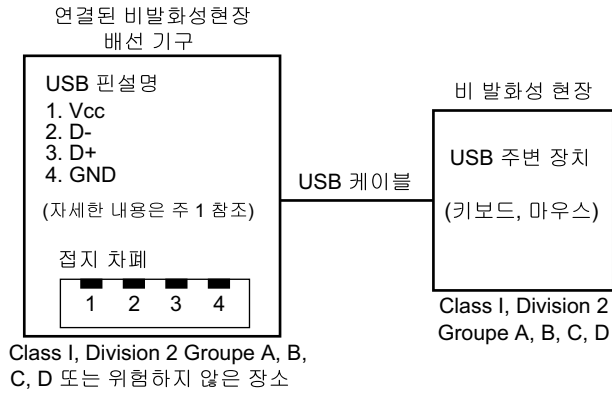 연결된 비발화성현장
배선 기구
USB 핀설명
1. Vcc
2. D-
3. D+
4. GND
(자세한 내용은 주 1 참조)
접지 차폐
1 2 3 4
Class I, Division 2 Groupe A, B,
C, D 또는 위험하지 않은 장소
USB 케이블
비 발화성 현장
USB 주변 장치
(키보드, 마우스)
Class I, Division 2
Groupe A, B, C, D